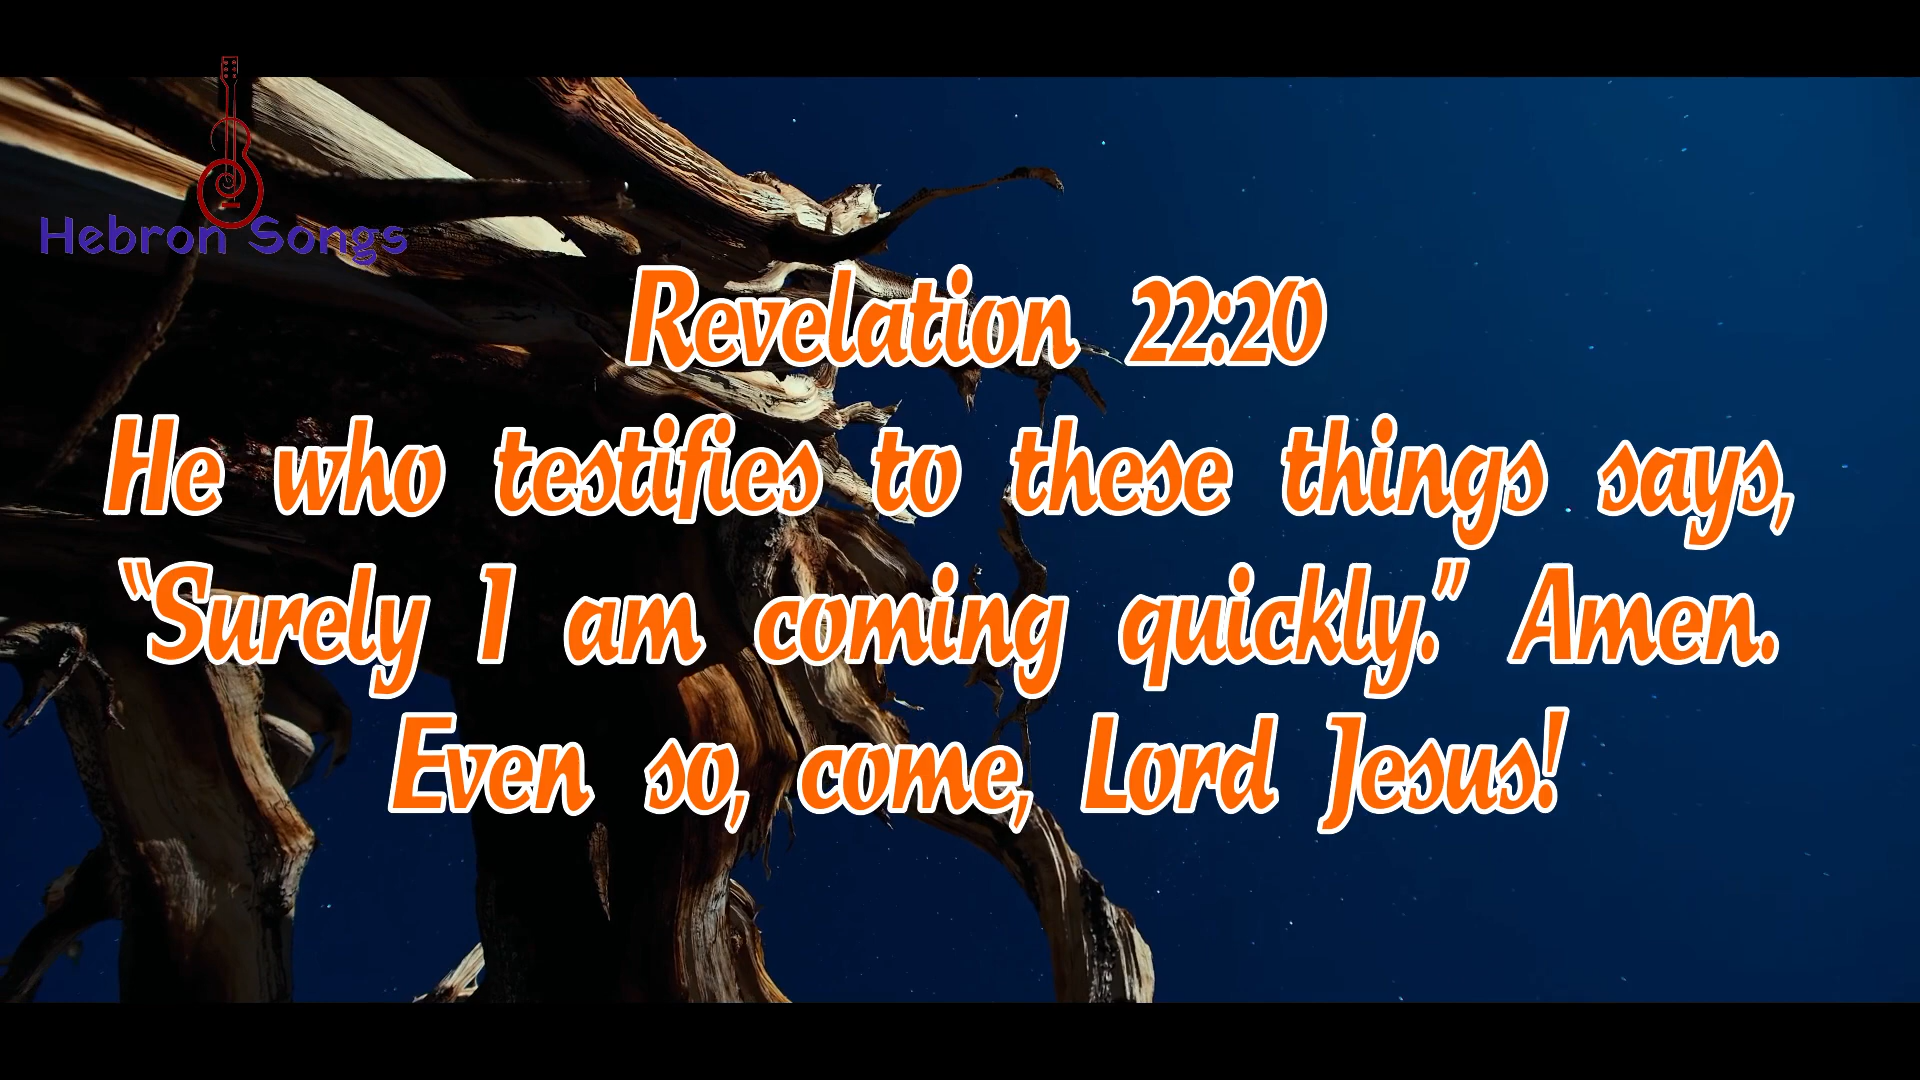 Hebron Songs
Revelation 22:20
He who testifies to these things says,
“Surely I am coming quickly.” Amen.
Even so, come, Lord Jesus!